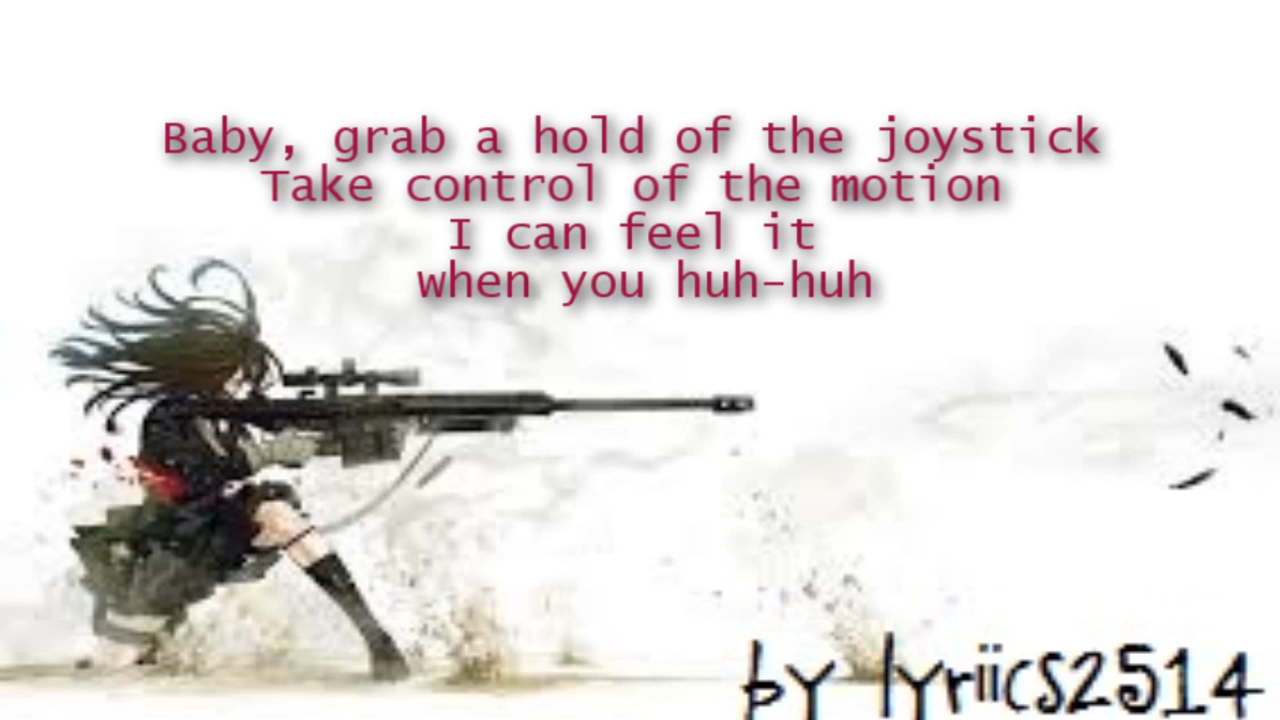 Baby, grab a hold of the joystick
Take control of the motion
I can feel it
when you huh-huh
by lyriics2514